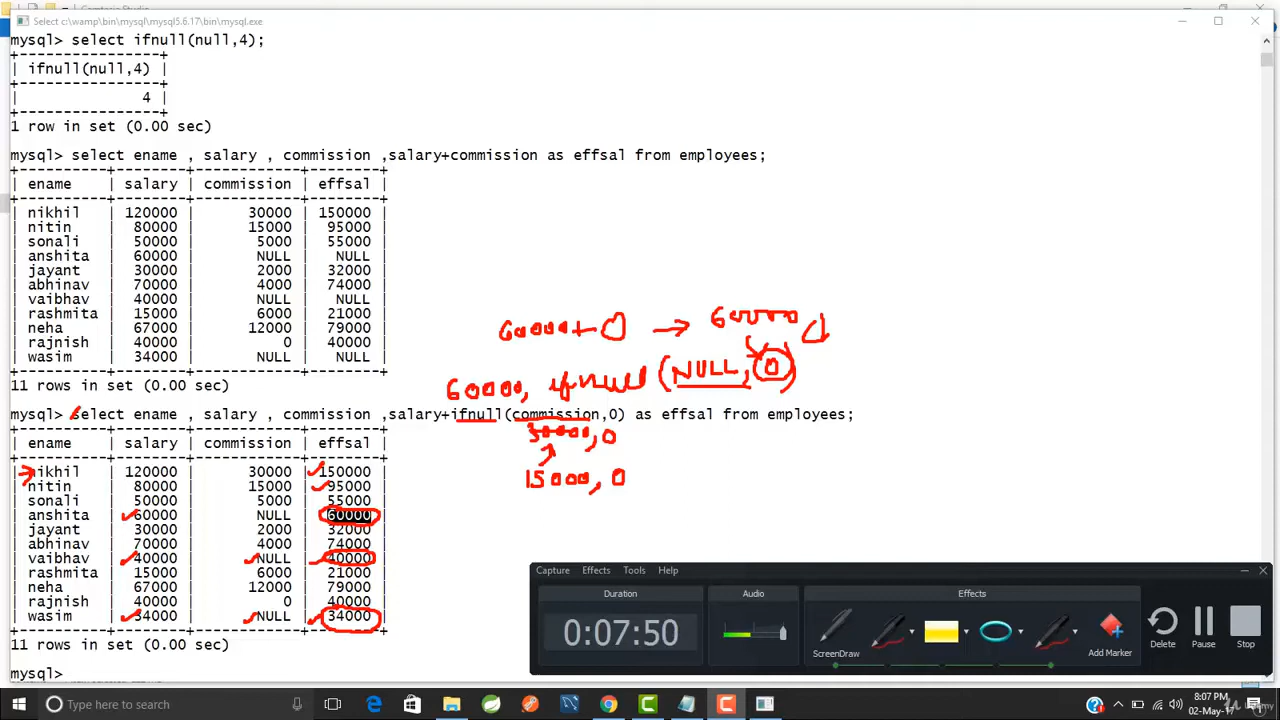 Select c:\wamp\bin\mysql\mysql5.6.17\bin\mysql.exe
mysql> select ifnull(null,4);
+----------------+
| ifnull(null,4) |
+----------------+
|              4 |
+----------------+
1 row in set (0.00 sec)
mysql> select ename , salary , commission ,salary+commission as effsal from employees;
+----------+--------+------------+--------+
| ename    | salary | commission | effsal |
+----------+--------+------------+--------+
| nikhil   | 120000 |      30000 | 150000 |
| nitin    |  80000 |      15000 |  95000 |
| sonali   |  50000 |       5000 |  55000 |
| anshita  |  60000 |       NULL |   NULL |
| jayant   |  30000 |       2000 |  32000 |
| abhinav  |  70000 |       4000 |  74000 |
| vaibhav  |  40000 |       NULL |   NULL |
| rashmita |  15000 |       6000 |  21000 |
| neha     |  67000 |      12000 |  79000 |
| rajnish  |  40000 |          0 |  40000 |
| wasim    |  34000 |       NULL |   NULL |
+----------+--------+------------+--------+
11 rows in set (0.00 sec)
60000+0 → 60000
60000, ifnull (NULL, 0)
mysql> select ename , salary , commission ,salary+ifnull(commission,0) as effsal from employees;
30000, 0
15000, 0
+----------+--------+------------+--------+
| ename    | salary | commission | effsal |
+----------+--------+------------+--------+
| nikhil   | 120000 |      30000 | 150000 |
| nitin    |  80000 |      15000 |  95000 |
| sonali   |  50000 |       5000 |  55000 |
| anshita  |  60000 |       NULL |  60000 |
| jayant   |  30000 |       2000 |  32000 |
| abhinav  |  70000 |       4000 |  74000 |
| vaibhav  |  40000 |       NULL |  40000 |
| rashmita |  15000 |       6000 |  21000 |
| neha     |  67000 |      12000 |  79000 |
| rajnish  |  40000 |          0 |  40000 |
| wasim    |  34000 |       NULL |  34000 |
+----------+--------+------------+--------+
11 rows in set (0.00 sec)
mysql>
Capture Effects Tools Help
Duration Audio Effects
0:07:50
ScreenDraw Add Marker Delete Pause Stop
Type here to search
8:07 PM
02-May-1
Udemy